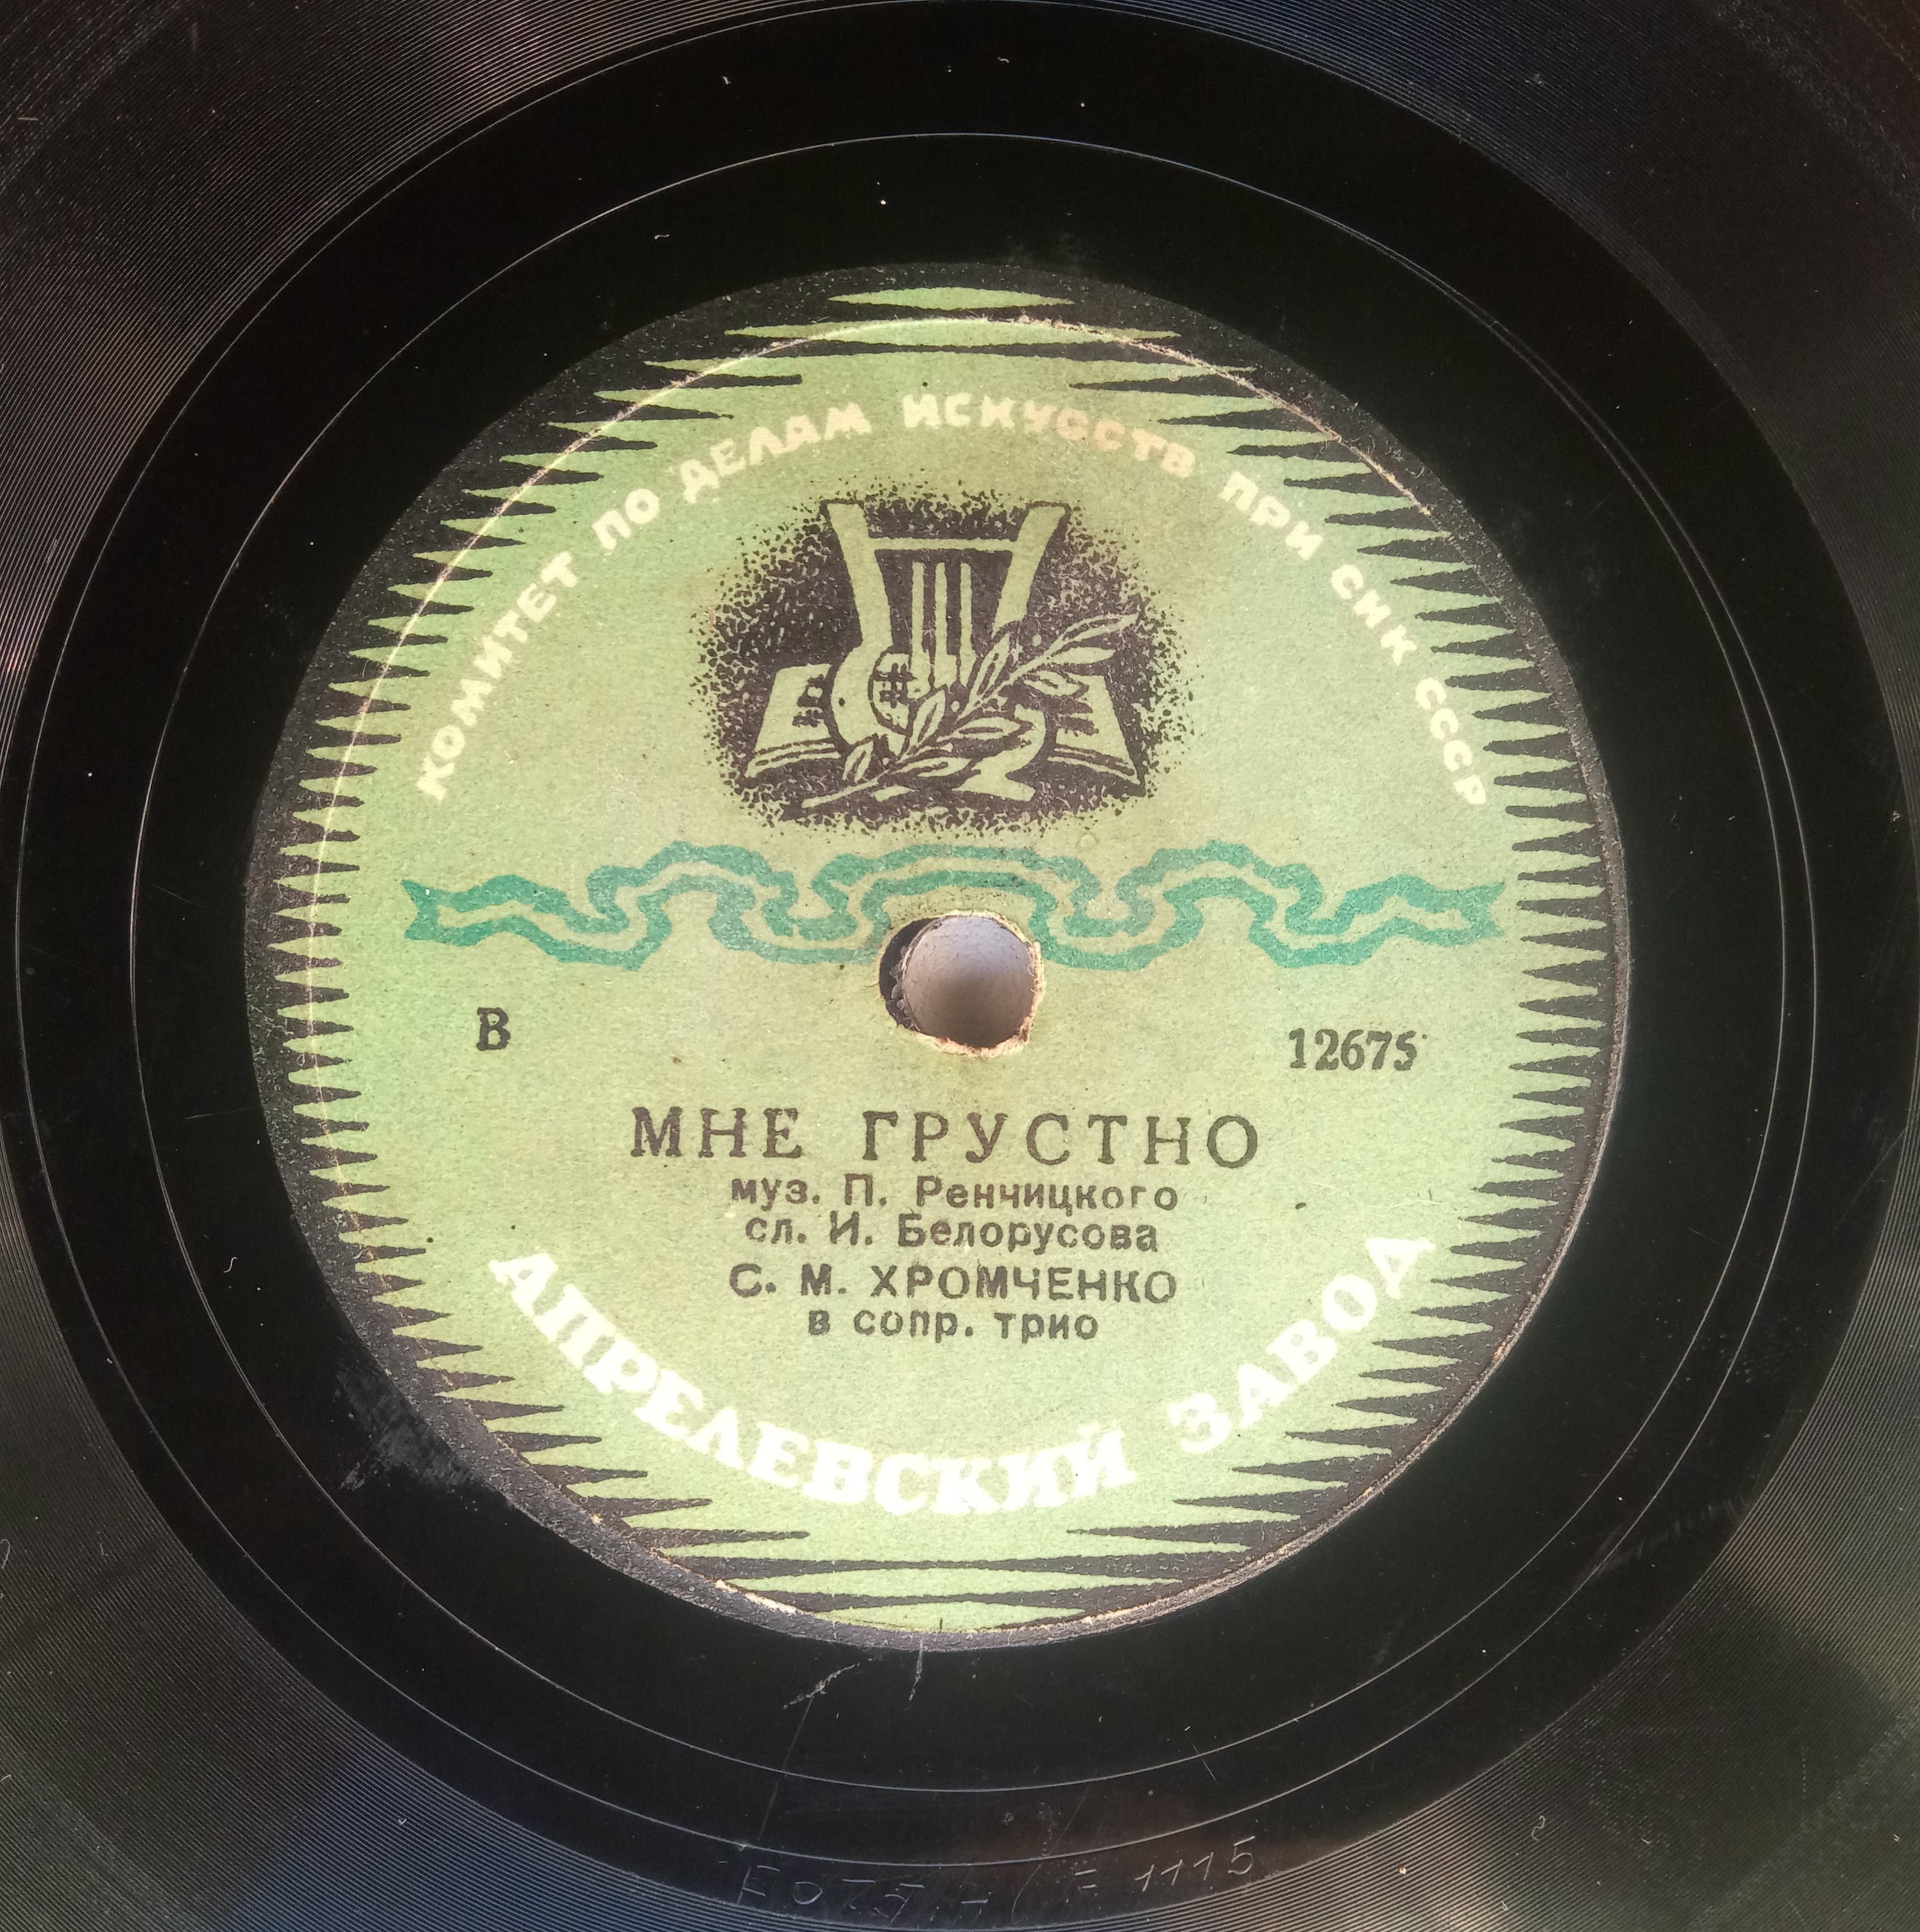 КОМИТЕТ ПО ДЕЛАМ ИСКУССТВ ПРИ СНК СССР
В 12675
МНЕ ГРУСТНО
муз. П. Ренчицкого
сл. И. Белорусова
С. М. ХРОМЧЕНКО
в сопр. трио
АПРЕЛЕВСКИЙ ЗАВОД
1115